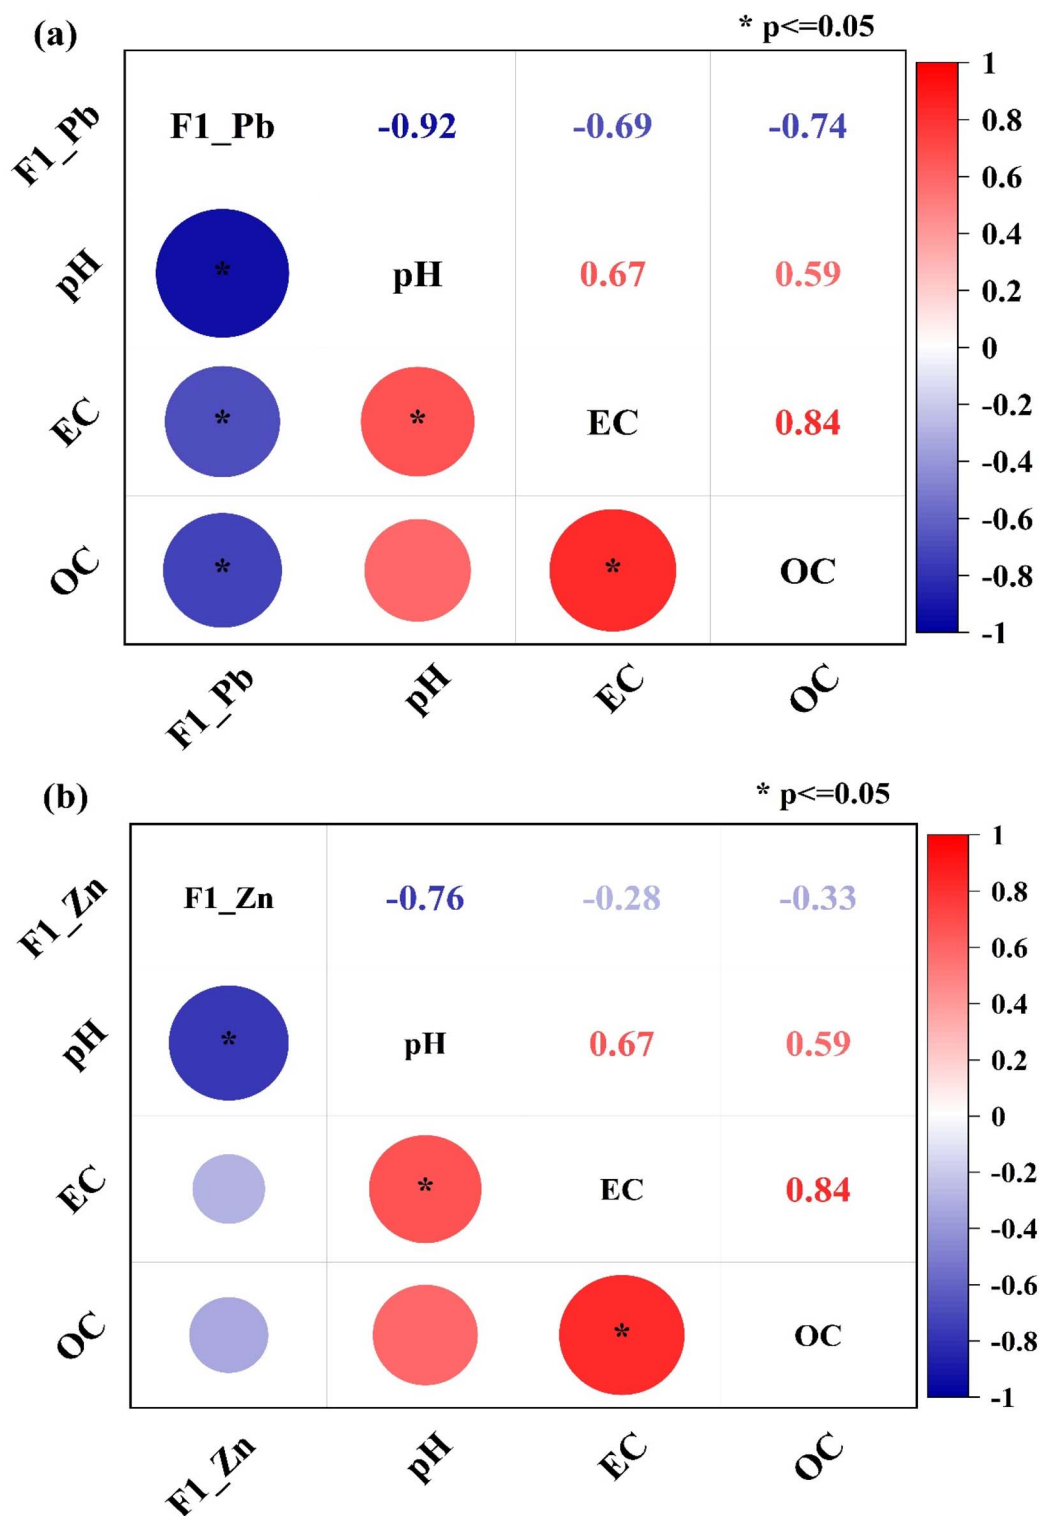 (a)
* p<=0.05
F1_Pb F1_Pb -0.92 -0.69 -0.74
pH * pH 0.67 0.59
EC * * EC 0.84
OC * * OC
F1_Pb pH EC OC
1
0.8
0.6
0.4
0.2
0
-0.2
-0.4
-0.6
-0.8
-1
(b)
* p<=0.05
F1_Zn F1_Zn -0.76 -0.28 -0.33
pH * pH 0.67 0.59
EC * EC 0.84
OC * OC
F1_Zn pH EC OC
1
0.8
0.6
0.4
0.2
0
-0.2
-0.4
-0.6
-0.8
-1